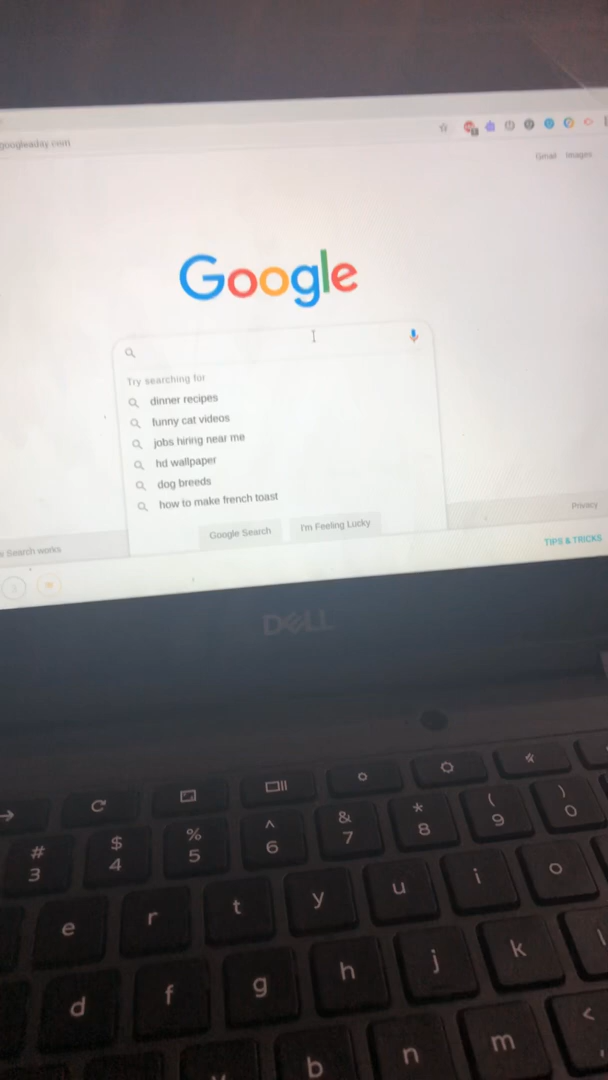 googleaday.com
Gmail Images
Google
Try searching for
dinner recipes
funny cat videos
jobs hiring near me
hd wallpaper
dog breeds
how to make french toast
Google Search I'm Feeling Lucky
Privacy
Search works
TIPS & TRICKS
DELL
# $ % ^ & * ( )
3 4 5 6 7 8 9 0
e r t y u i o
d f g h j k l
b n m <